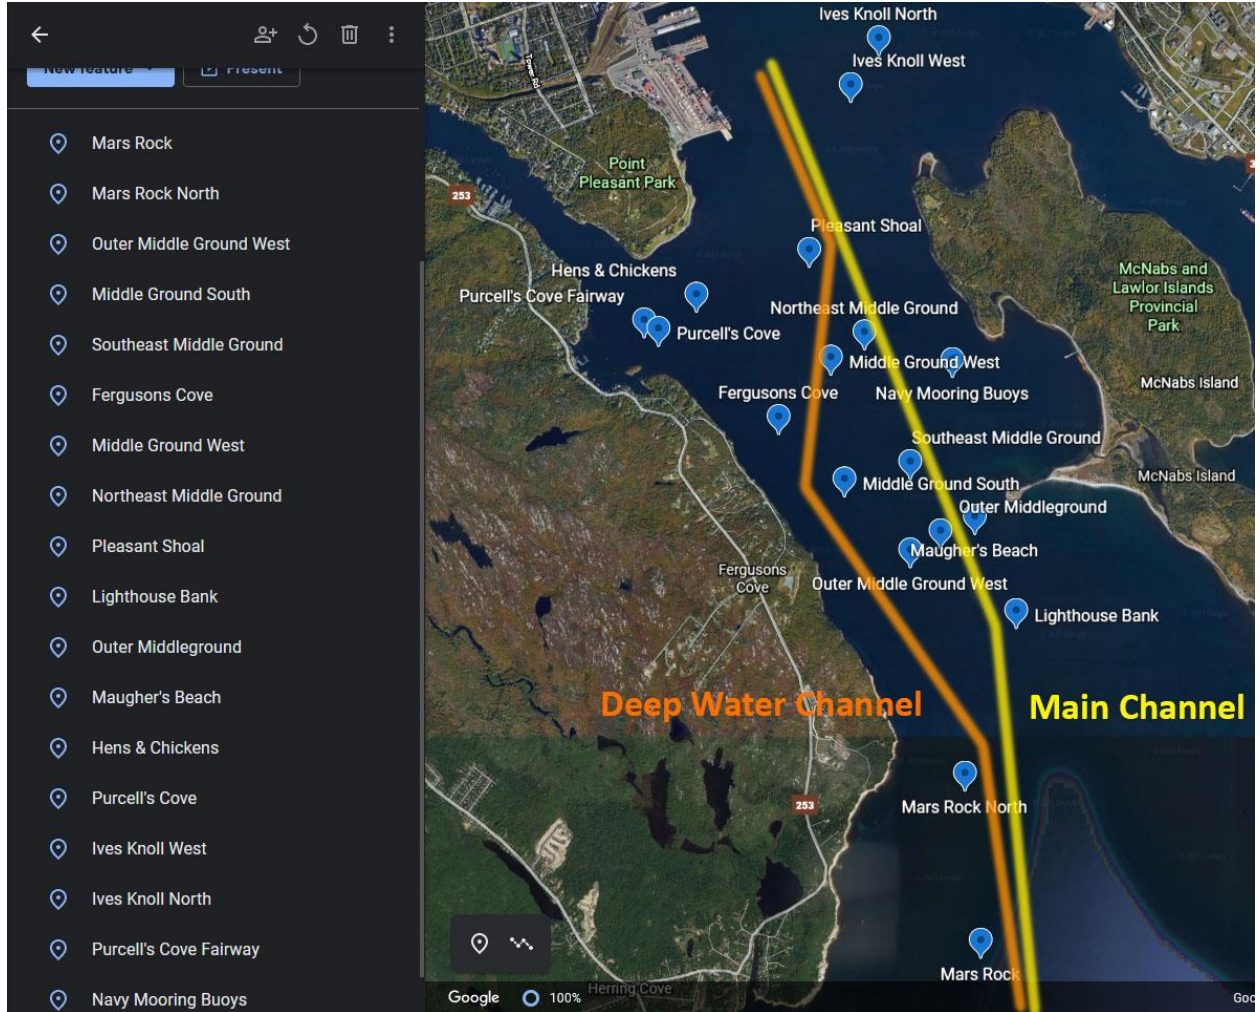 New feature
Present
Mars Rock
Mars Rock North
Outer Middle Ground West
Middle Ground South
Southeast Middle Ground
Fergusons Cove
Middle Ground West
Northeast Middle Ground
Pleasant Shoal
Lighthouse Bank
Outer Middleground
Maugher's Beach
Hens & Chickens
Purcell's Cove
Ives Knoll West
Ives Knoll North
Purcell's Cove Fairway
Navy Mooring Buoys
Ives Knoll North
Ives Knoll West
Tower Rd
Point
Pleasant Park
253
Pleasant Shoal
Hens & Chickens
Purcell's Cove Fairway
Purcell's Cove
Northeast Middle Ground
Middle Ground West
Navy Mooring Buoys
McNabs and
Lawlor Islands
Provincial
Park
McNabs Island
Fergusons Cove
Southeast Middle Ground
McNabs Island
Middle Ground South
Outer Middleground
Maugher's Beach
Outer Middle Ground West
Fergusons
Cove
Lighthouse Bank
Deep Water Channel
Main Channel
Mars Rock North
253
Mars Rock
Herring Cove
Google
100%
Goo